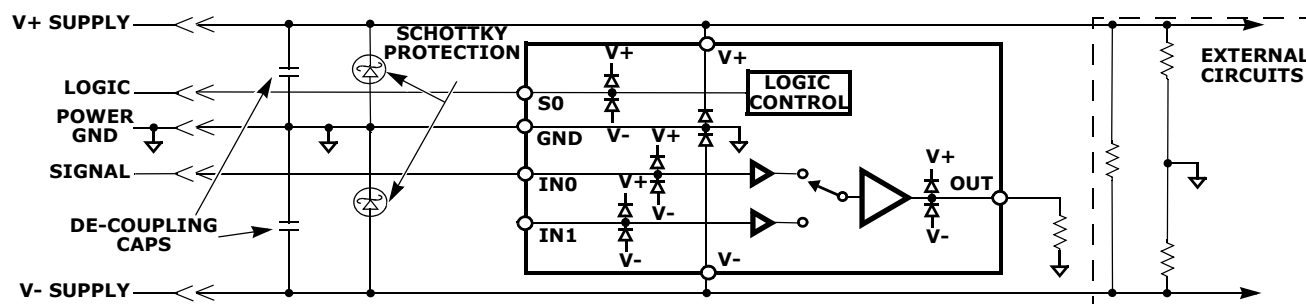 V+ SUPPLY
SCHOTTKY
PROTECTION
EXTERNAL
CIRCUITS
V+
V+
LOGIC
S0
LOGIC
CONTROL
POWER
GND
V-
GND
V+
SIGNAL
IN0
V+
V-
V+
OUT
DE-COUPLING
CAPS
IN1
V-
V-
V-
V- SUPPLY